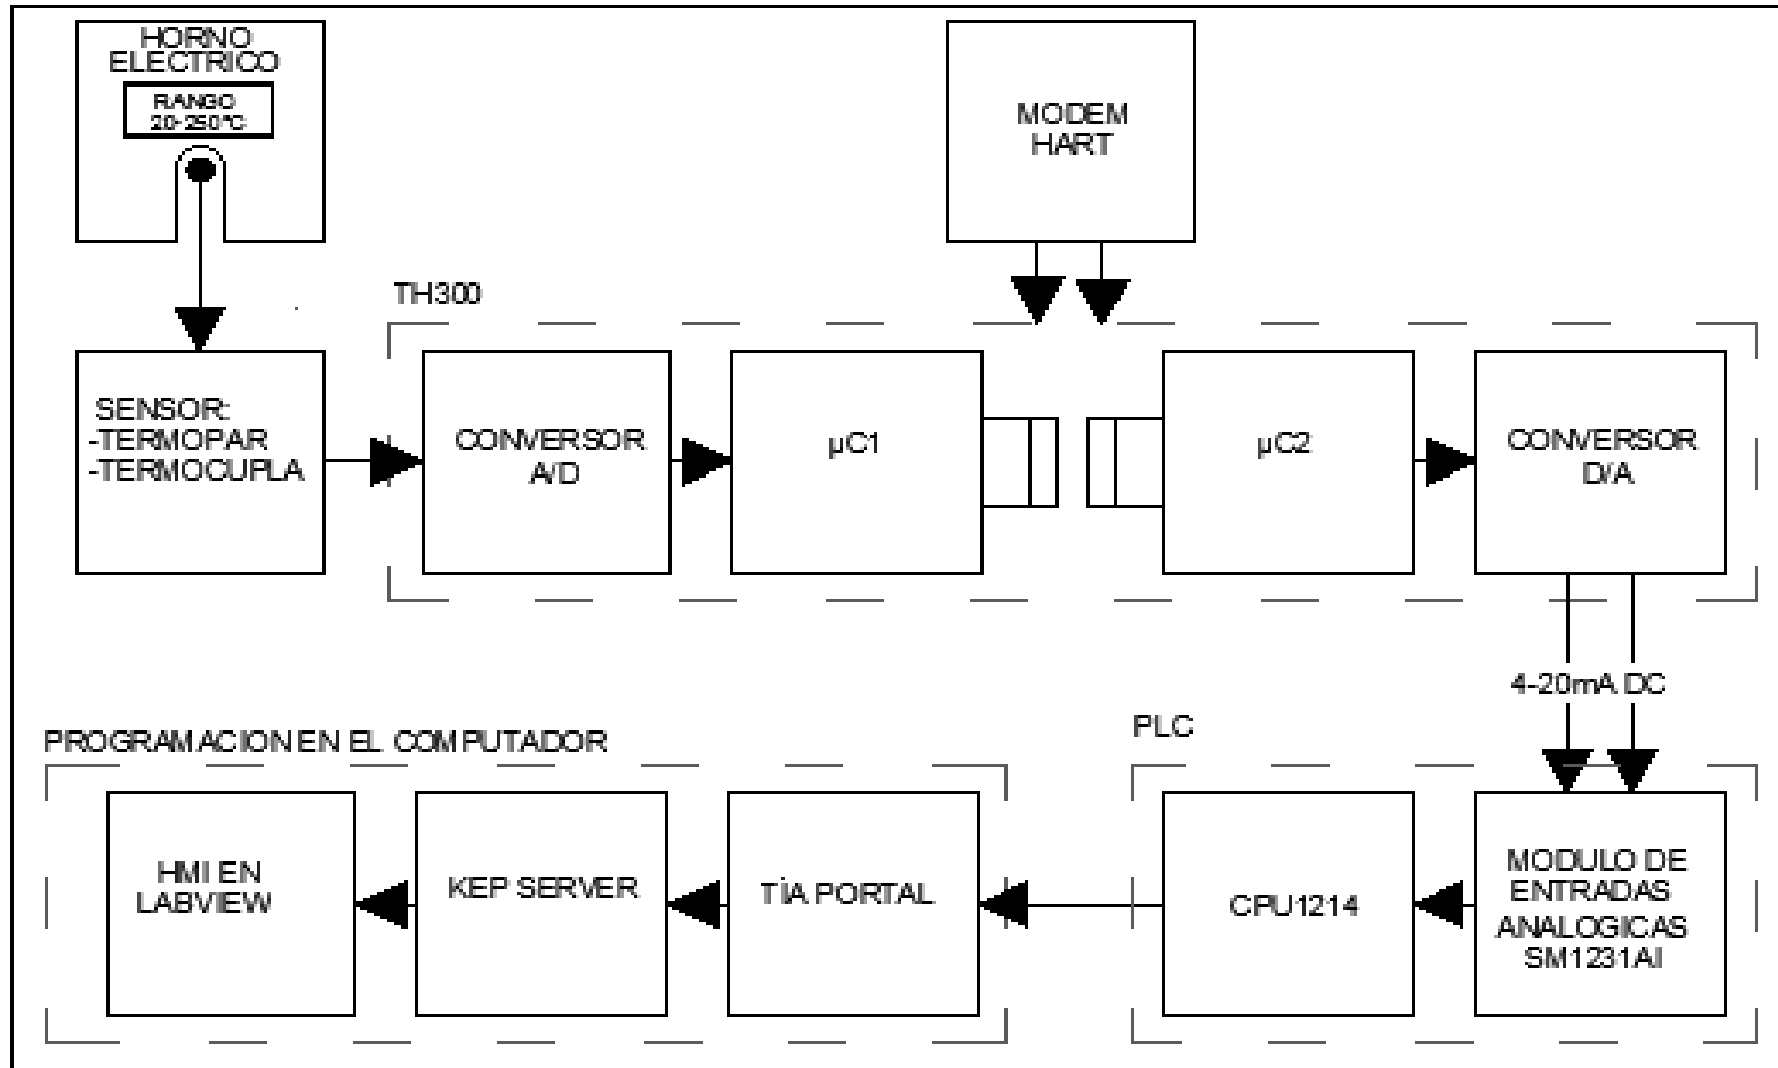 HORNO
ELECTRICO
RANGO
20-250°C
MODEM
HART
TH300
SENSOR:
-TERMOPAR
-TERMOCUPLA
CONVERSOR
A/D
µC1
µC2
CONVERSOR
D/A
4-20mA DC
PROGRAMACION EN EL COMPUTADOR
PLC
HMI EN
LABVIEW
KEP SERVER
TÍA PORTAL
CPU1214
MODULO DE
ENTRADAS
ANALOGICAS
SM1231AI